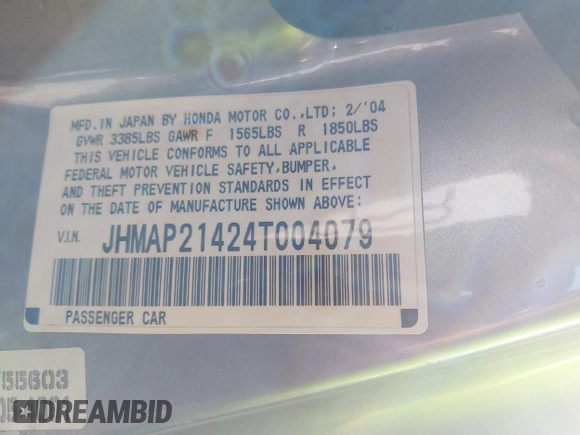 MFD. IN JAPAN BY HONDA MOTOR CO.,LTD; 2/'04
GVWR 3385LBS GAWR F 1565LBS R 1850LBS
THIS VEHICLE CONFORMS TO ALL APPLICABLE
FEDERAL MOTOR VEHICLE SAFETY,BUMPER,
AND THEFT PREVENTION STANDARDS IN EFFECT
ON THE DATE OF MANUFACTURE SHOWN ABOVE:
V.I.N. JHMAP21424T004079
PASSENGER CAR
DREAMBID